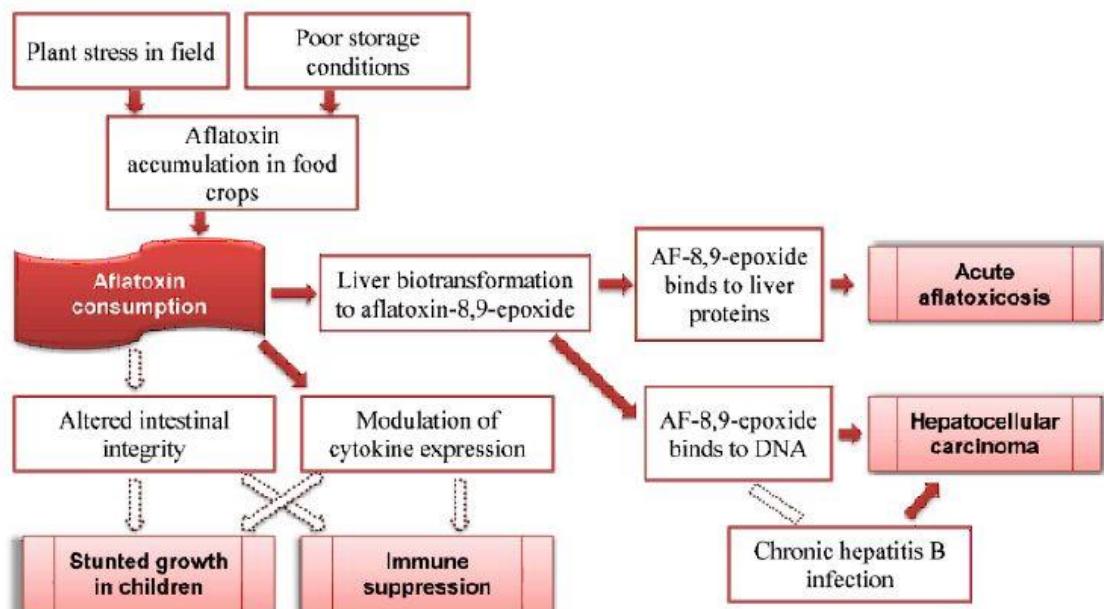 Plant stress in field
Poor storage
conditions
Aflatoxin
accumulation in food
crops
Aflatoxin
consumption
Liver biotransformation
to aflatoxin-8,9-epoxide
AF-8,9-epoxide
binds to liver
proteins
Acute
aflatoxicosis
Altered intestinal
integrity
Modulation of
cytokine expression
AF-8,9-epoxide
binds to DNA
Hepatocellular
carcinoma
Stunted growth
in children
Immune
suppression
Chronic hepatitis B
infection